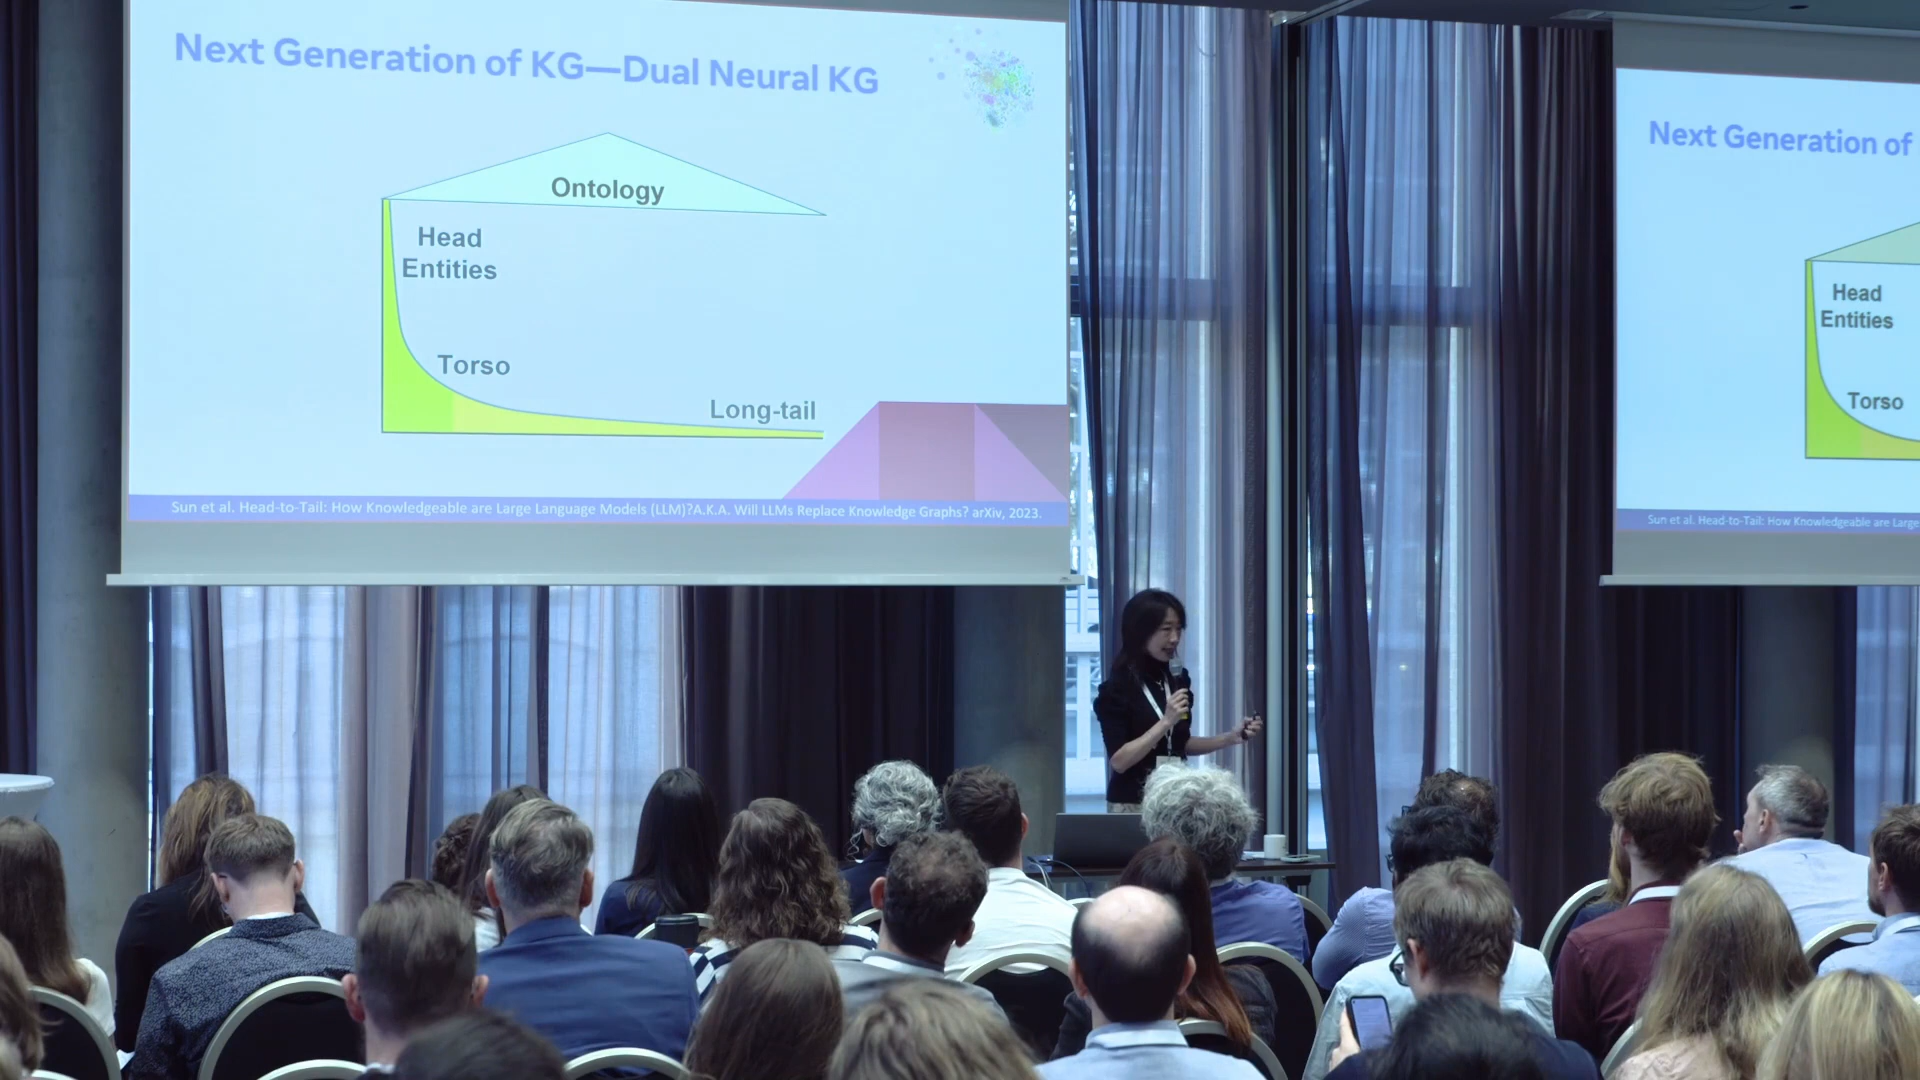 Next Generation of KG—Dual Neural KG
Ontology
Head
Entities
Torso
Long-tail
Sun et al. Head-to-Tail: How Knowledgeable are Large Language Models (LLM)?A.K.A. Will LLMs Replace Knowledge Graphs? arXiv, 2023.
Next Generation of
Head
Entities
Torso
Sun et al. Head-to-Tail: How Knowledgeable are Large